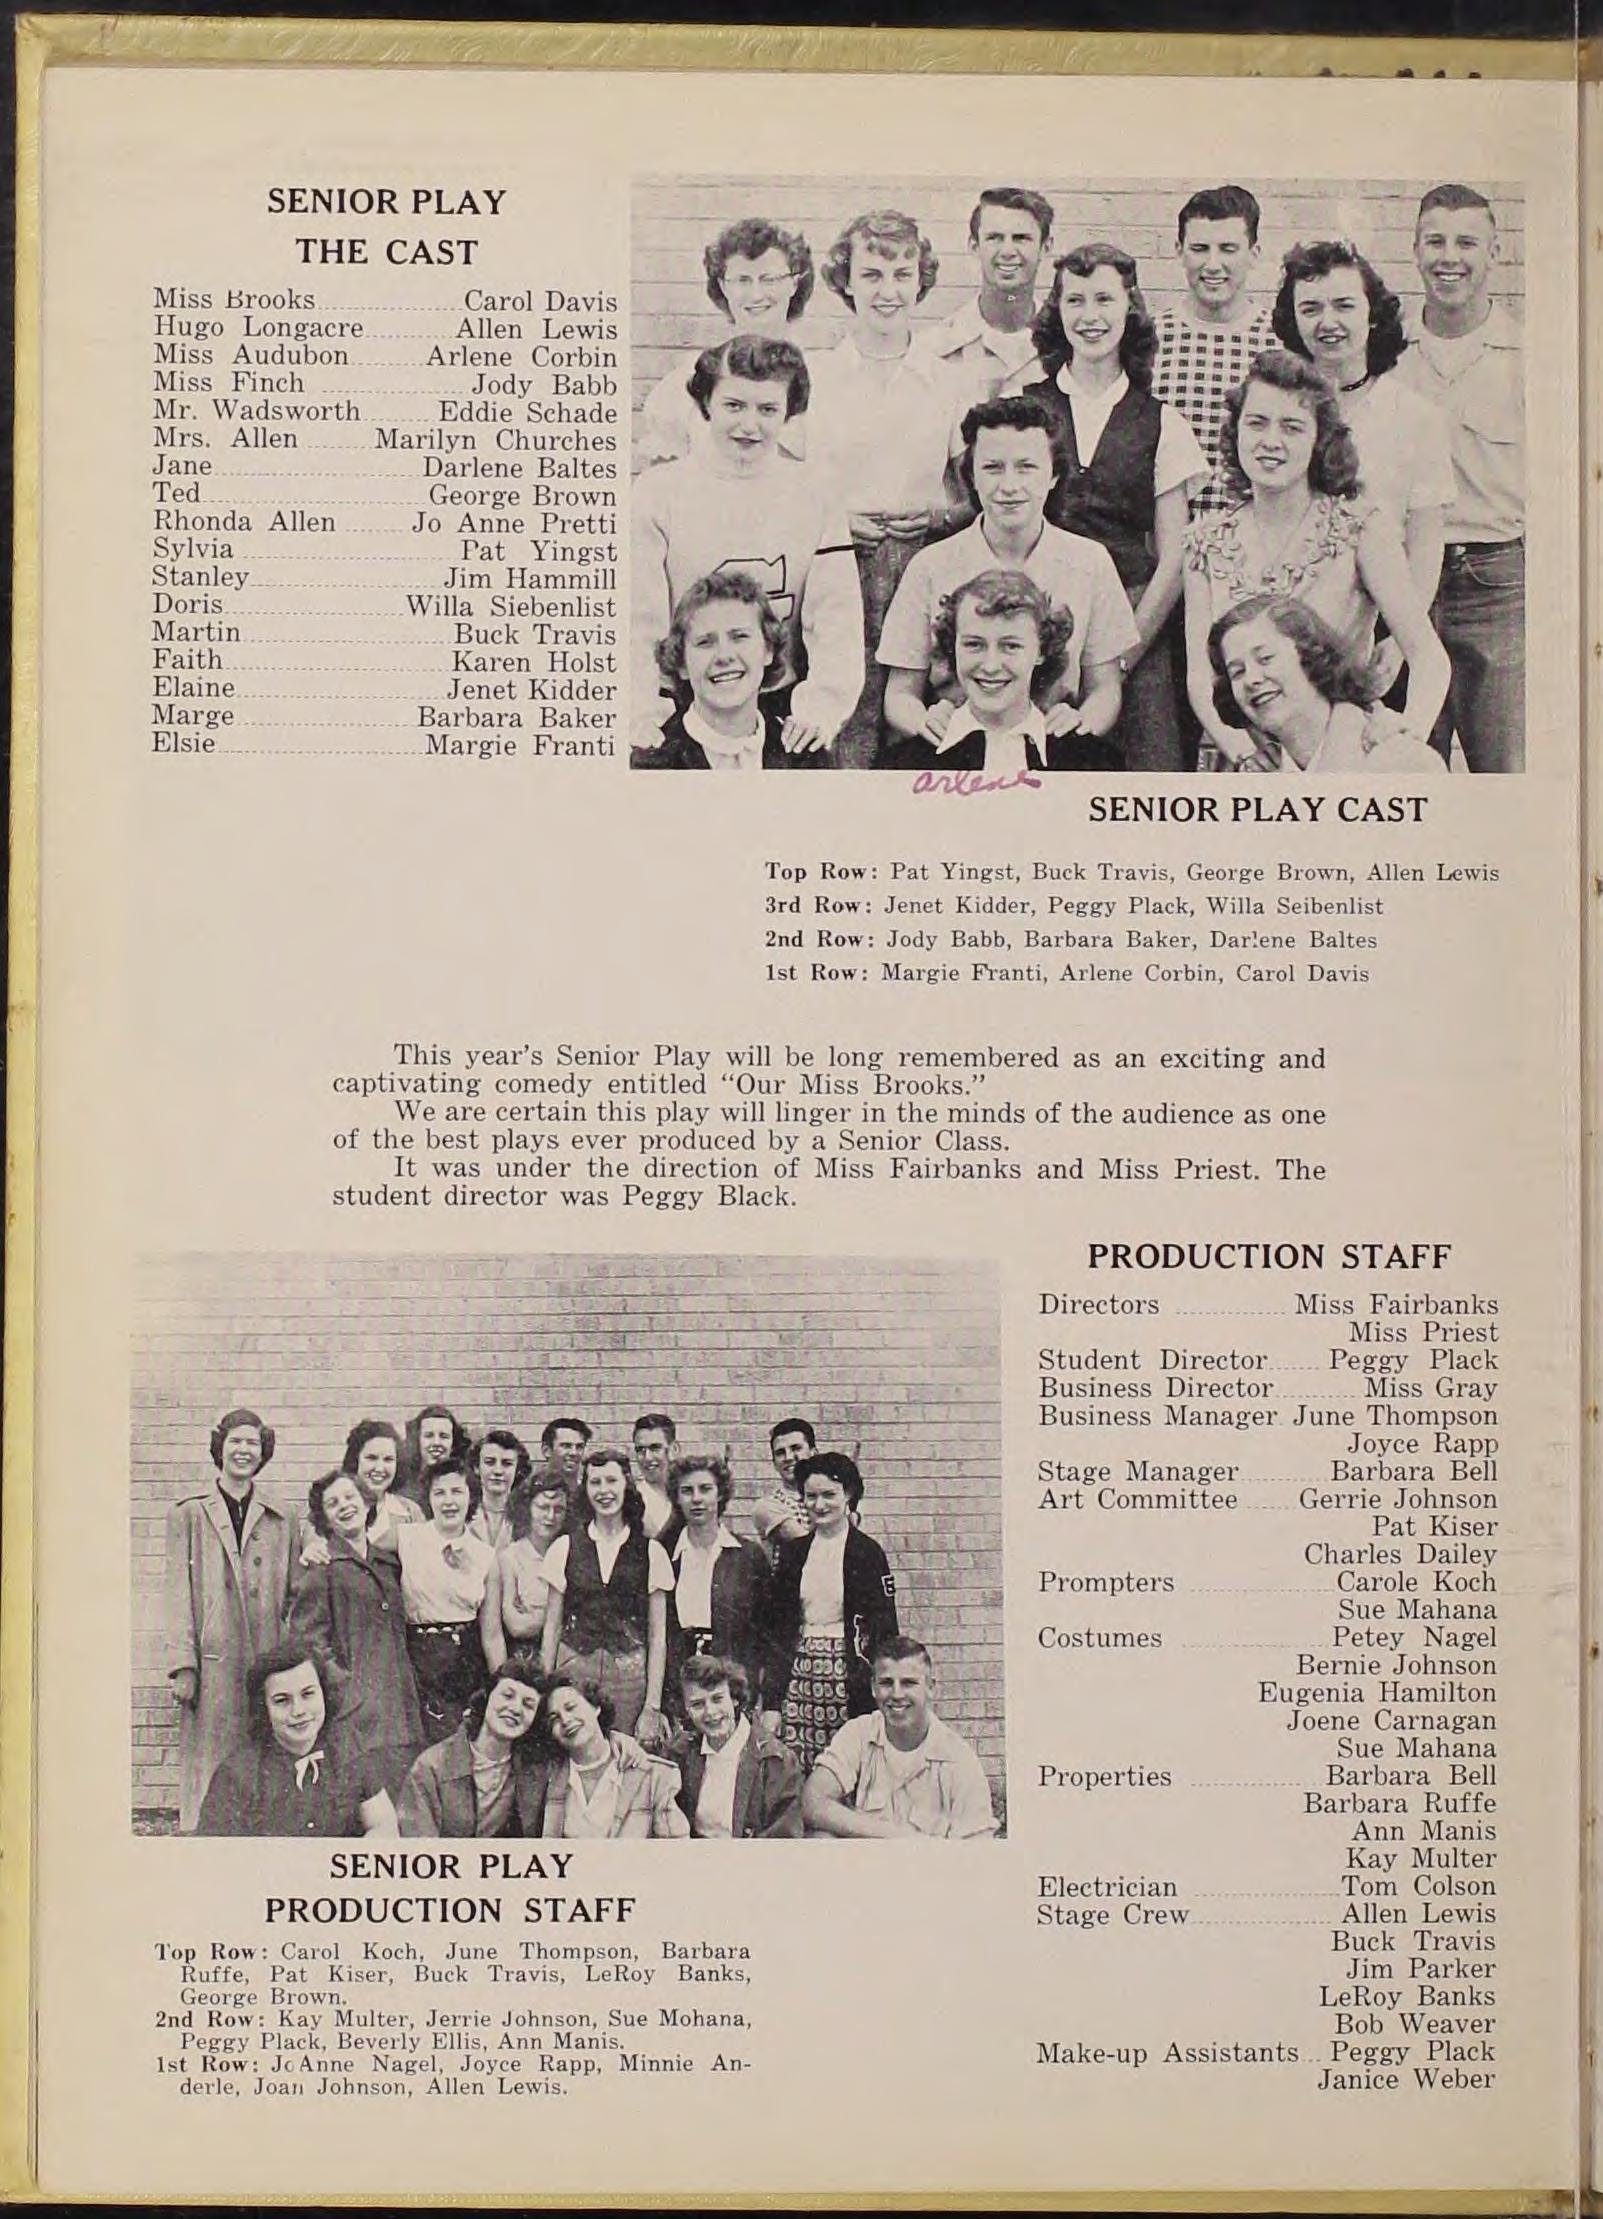 SENIOR PLAY
THE CAST
Miss Brooks Carol Davis
Hugo Longacre Allen Lewis
Miss Audubon Arlene Corbin
Miss Finch Jody Babb
Mr. Wadsworth Eddie Schade
Mrs. Allen Marilyn Churches
Jane Darlene Baltes
Ted George Brown
Rhonda Allen Jo Anne Pretti
Sylvia Pat Yingst
Stanley Jim Hammill
Doris Willa Siebenlist
Martin Buck Travis
Faith Karen Holst
Elaine Jenet Kidder
Marge Barbara Baker
Elsie Margie Franti
arlene
SENIOR PLAY CAST
Top Row: Pat Yingst, Buck Travis, George Brown, Allen Lewis
3rd Row: Jenet Kidder, Peggy Plack, Willa Seibenlist
2nd Row: Jody Babb, Barbara Baker, Darlene Baltes
1st Row: Margie Franti, Arlene Corbin, Carol Davis
This year's Senior Play will be long remembered as an exciting and
captivating comedy entitled "Our Miss Brooks."
We are certain this play will linger in the minds of the audience as one
of the best plays ever produced by a Senior Class.
It was under the direction of Miss Fairbanks and Miss Priest. The
student director was Peggy Black.
PRODUCTION STAFF
Directors Miss Fairbanks
Miss Priest
Student Director Peggy Plack
Business Director Miss Gray
Business Manager June Thompson
Joyce Rapp
Stage Manager Barbara Bell
Art Committee Gerrie Johnson
Pat Kiser
Charles Dailey
Prompters Carole Koch
Sue Mahana
Costumes Petey Nagel
Bernie Johnson
Eugenia Hamilton
Joene Carnagan
Sue Mahana
Properties Barbara Bell
Barbara Ruffe
Ann Manis
Kay Multer
Electrician Tom Colson
Stage Crew Allen Lewis
Buck Travis
Jim Parker
LeRoy Banks
Bob Weaver
Make-up Assistants Peggy Plack
Janice Weber
SENIOR PLAY
PRODUCTION STAFF
Top Row: Carol Koch, June Thompson, Barbara
Ruffe, Pat Kiser, Buck Travis, LeRoy Banks,
George Brown.
2nd Row: Kay Multer, Jerrie Johnson, Sue Mohana,
Peggy Plack, Beverly Ellis, Ann Manis.
1st Row: JoAnne Nagel, Joyce Rapp, Minnie An-
derle, Joan Johnson, Allen Lewis.